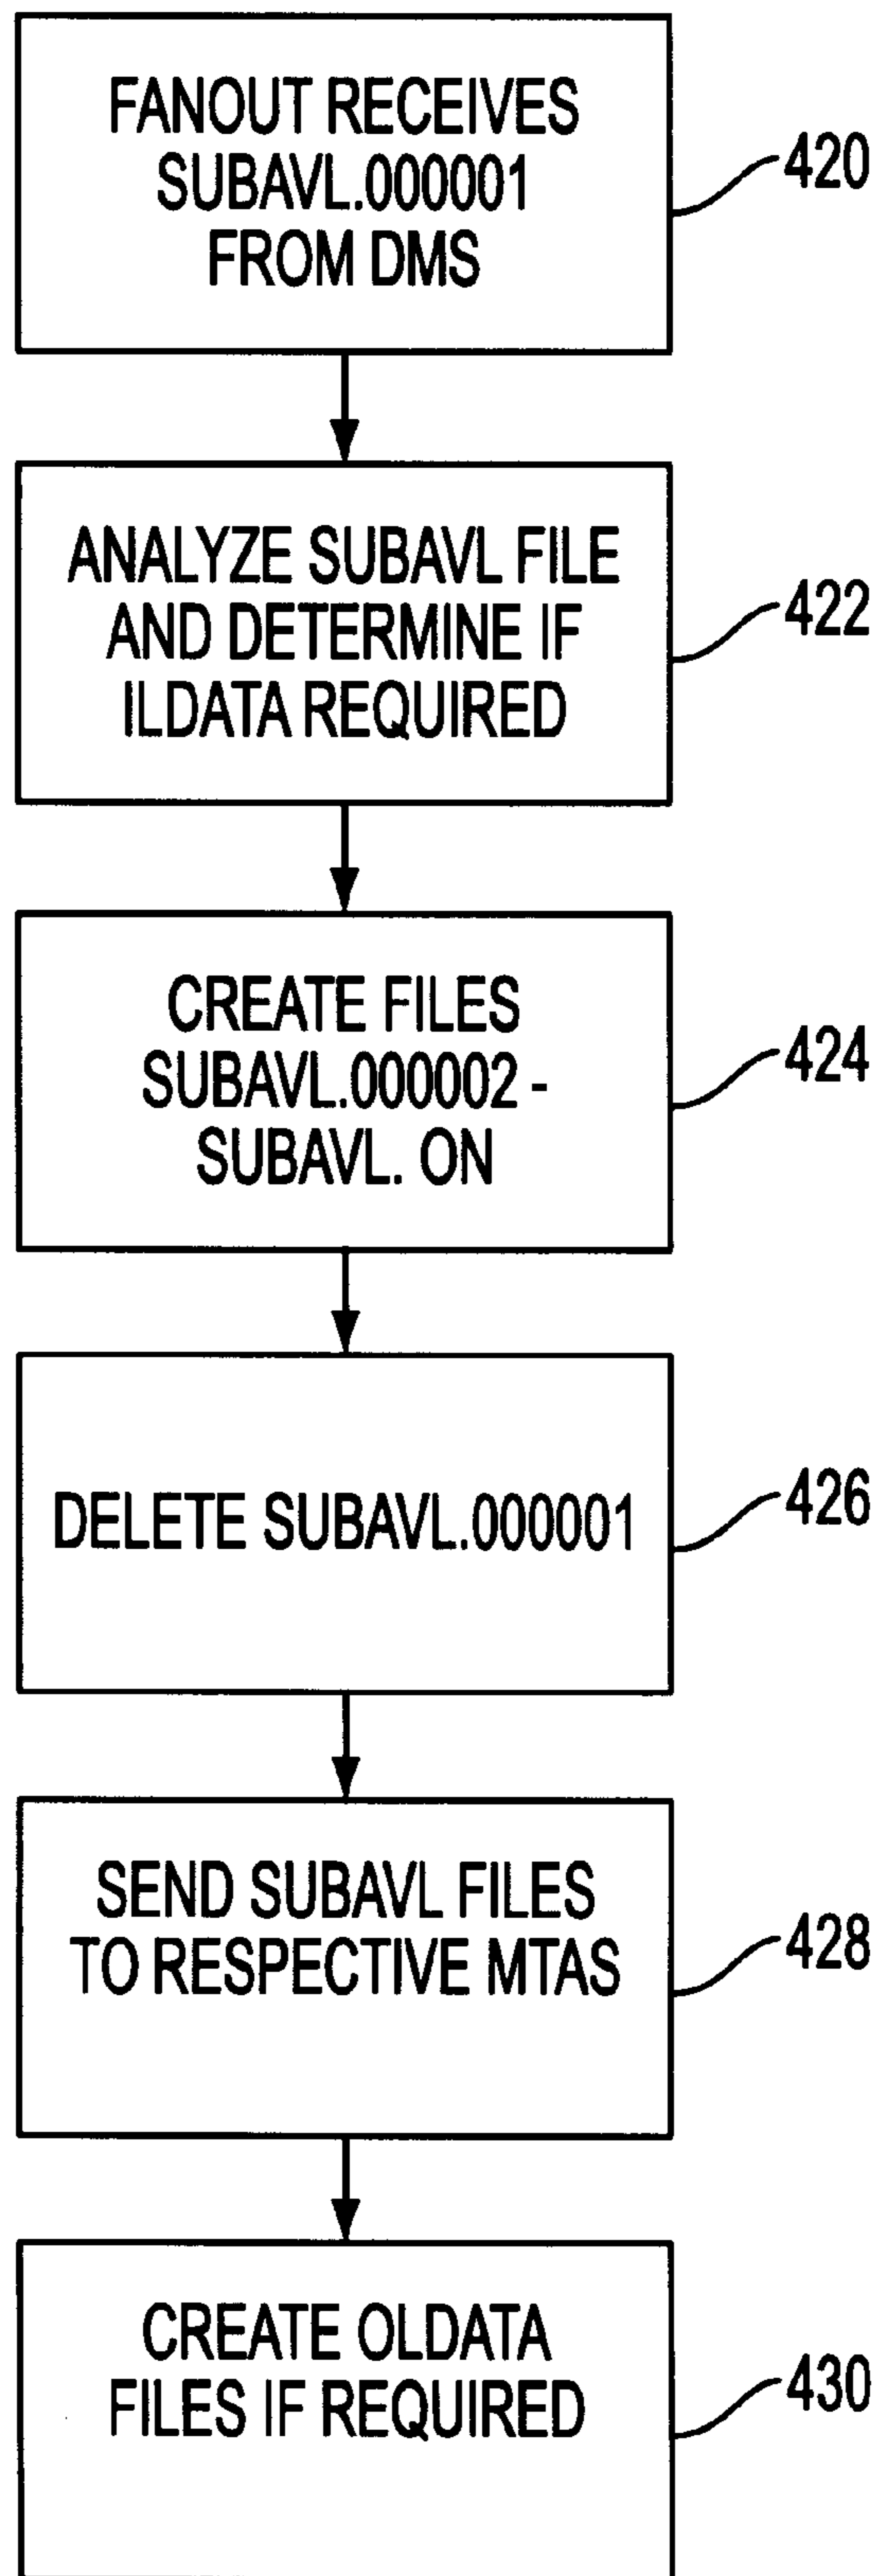 FANOUT RECEIVES
SUBAVL.000001
FROM DMS
420
ANALYZE SUBAVL FILE
AND DETERMINE IF
ILDATA REQUIRED
422
CREATE FILES
SUBAVL.000002 -
SUBAVL. ON
424
DELETE SUBAVL.000001
426
SEND SUBAVL FILES
TO RESPECTIVE MTAS
428
CREATE OLDATA
FILES IF REQUIRED
430